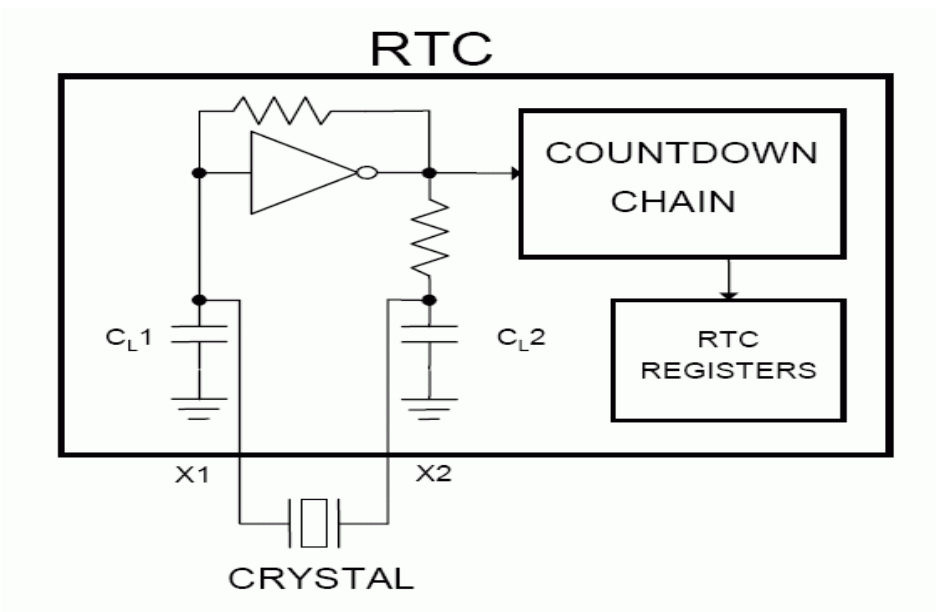 RTC
COUNTDOWN
CHAIN
CL1
CL2
RTC
REGISTERS
X1
X2
CRYSTAL